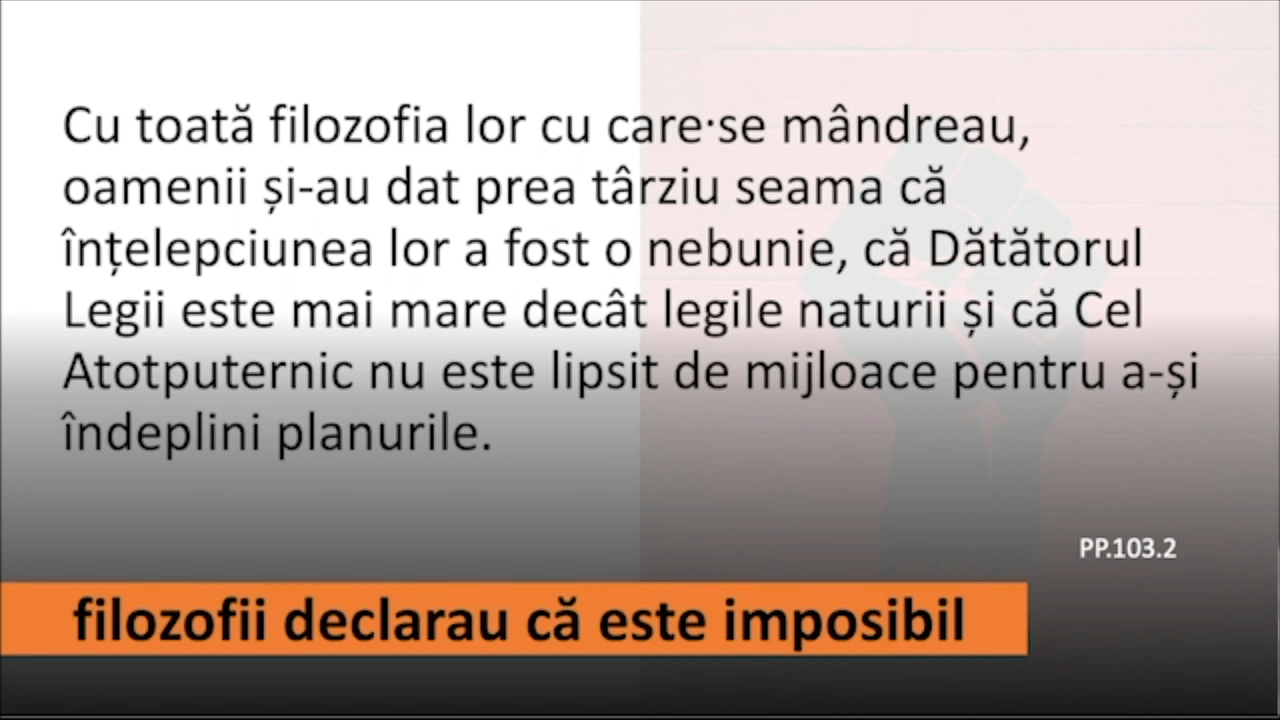 Cu toată filozofia lor cu care·se mândreau,
oamenii și-au dat prea târziu seama că
înțelepciunea lor a fost o nebunie, că Dătătorul
Legii este mai mare decât legile naturii și că Cel
Atotputernic nu este lipsit de mijloace pentru a-și
îndeplini planurile.
PP.103.2
filozofii declarau că este imposibil